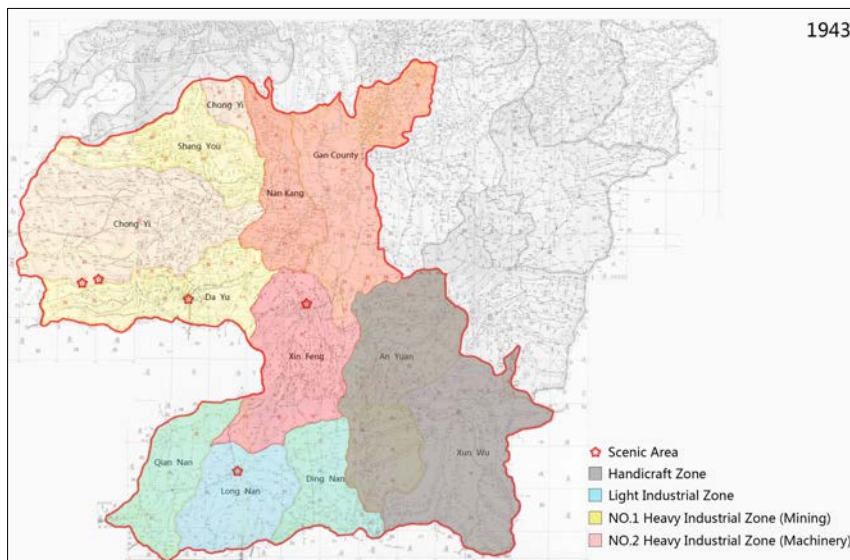 1943
Chong Yi
Shang You
Gan County
Nan Kang
Chong Yi
Da Yu
Xin Feng
An Yuan
Qian Nan
Ding Nan
Xun Wu
Long Nan
Scenic Area
Handicraft Zone
Light Industrial Zone
NO.1 Heavy Industrial Zone (Mining)
NO.2 Heavy Industrial Zone (Machinery)